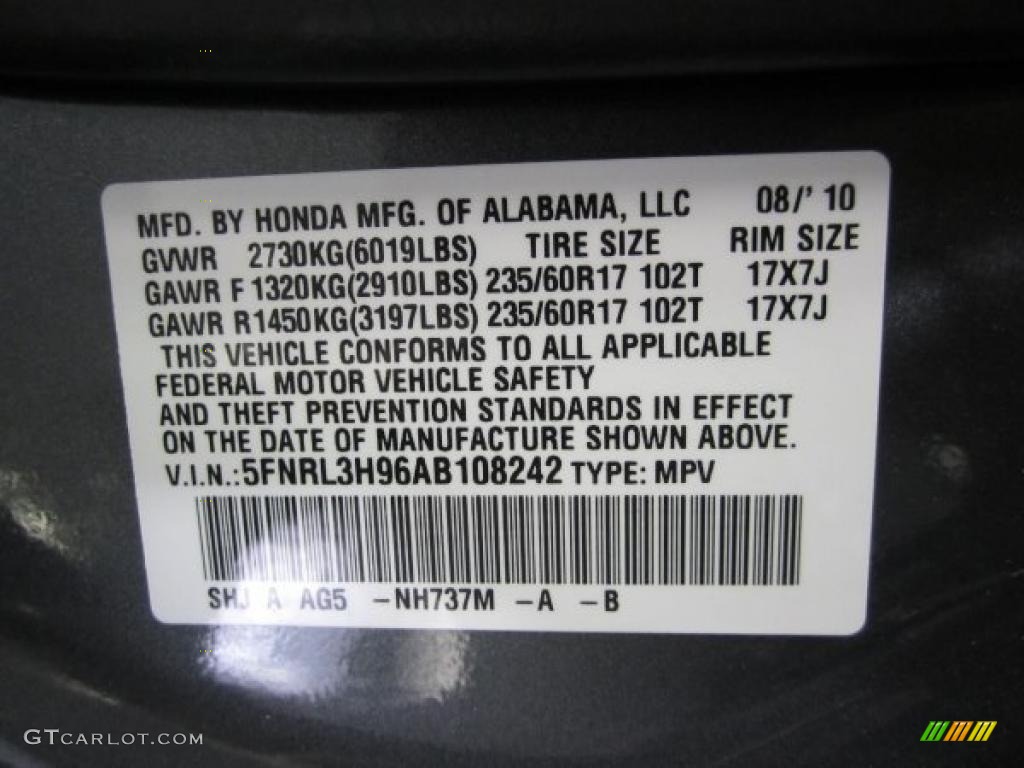 MFD. BY HONDA MFG. OF ALABAMA, LLC 08/' 10
GVWR 2730KG(6019LBS) TIRE SIZE RIM SIZE
GAWR F 1320KG(2910LBS) 235/60R17 102T 17X7J
GAWR R1450KG(3197LBS) 235/60R17 102T 17X7J
THIS VEHICLE CONFORMS TO ALL APPLICABLE
FEDERAL MOTOR VEHICLE SAFETY
AND THEFT PREVENTION STANDARDS IN EFFECT
ON THE DATE OF MANUFACTURE SHOWN ABOVE.
V.I.N.:5FNRL3H96AB108242 TYPE: MPV
SHJ A AG5 -NH737M -A -B
GTCARLOT.COM